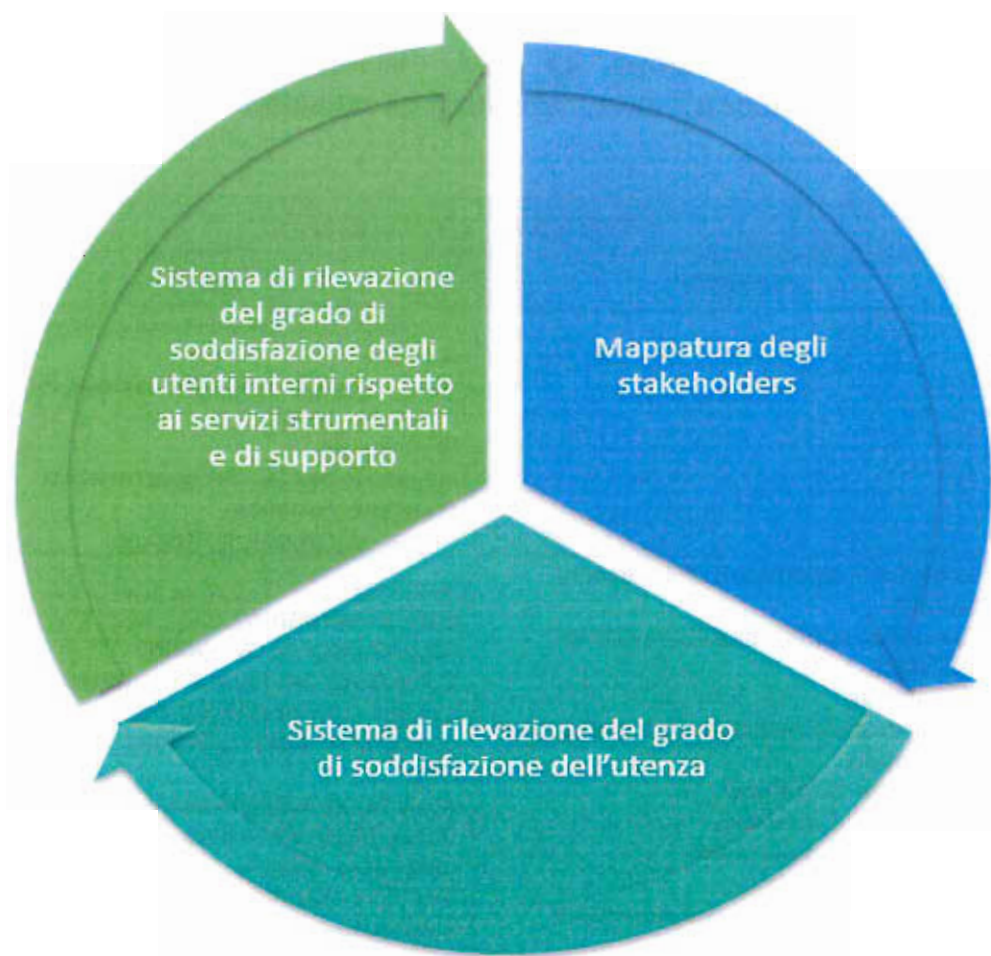 Sistema di rilevazione
del grado di
soddisfazione degli
utenti interni rispetto
ai servizi strumentali
e di supporto
Mappatura degli
stakeholders
Sistema di rilevazione del grado
di soddisfazione dell'utenza